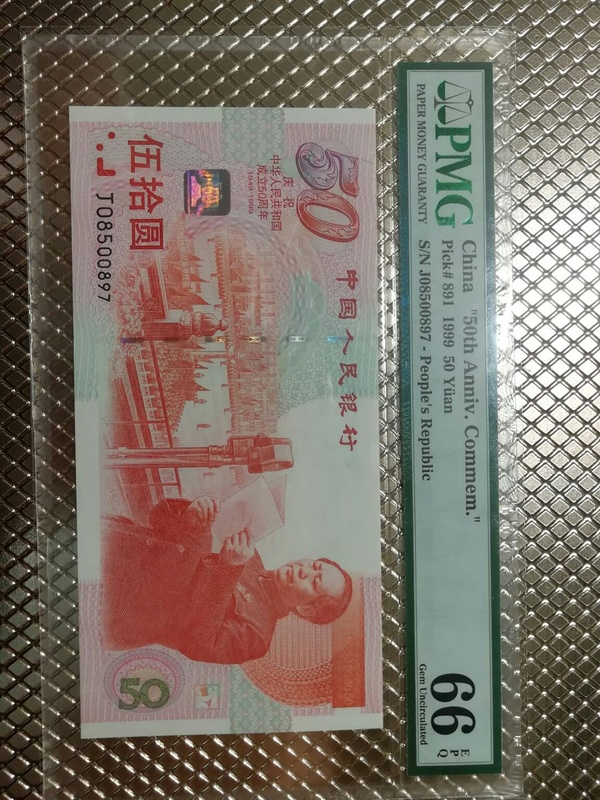 PMG
PAPER MONEY GUARANTY
China "50th Anniv. Commem."
Pick# 891 1999 50 Yüan
S/N J08500897 - People's Republic
66 EPQ
Gem Uncirculated
50
中国人民银行
庆祝
中华人民共和国
成立50周年
1949-1999
伍拾圆
J08500897
50